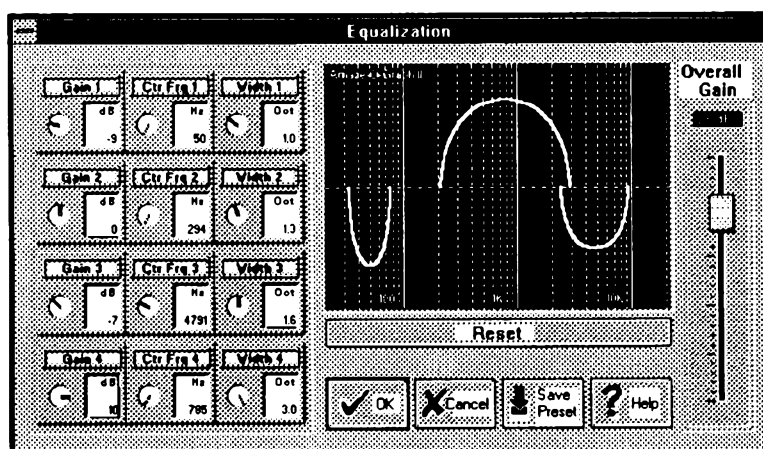 Equalization
Gain 1 Ctr Frq 1 Width 1
dB Hz Oct
-9 50 1.0
Gain 2 Ctr Frq 2 Width 2
dB Hz Oct
0 294 1.3
Gain 3 Ctr Frq 3 Width 3
dB Hz Oct
-7 4791 1.6
Gain 4 Ctr Frq 4 Width 4
dB Hz Oct
10 795 3.0
100 1K 10K
Reset
OK Cancel Save Preset Help
Overall
Gain